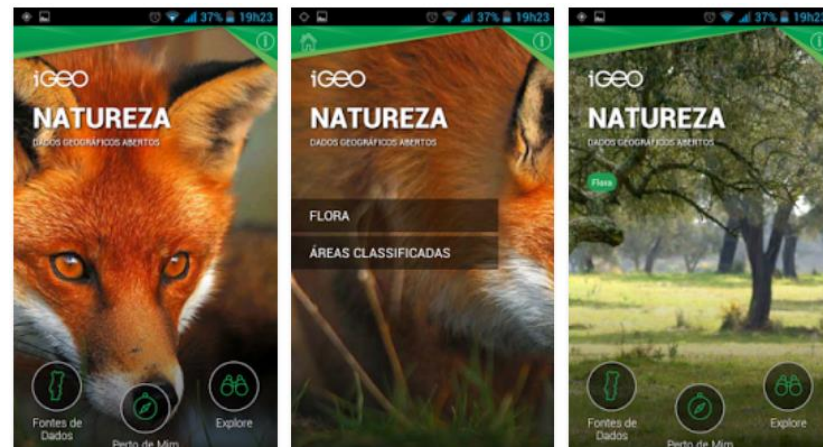 37% 19h23
iGEO
NATUREZA
DADOS GEOGRÁFICOS ABERTOS
Fontes de
Dados
Perto de Mim
Explore
37% 19h23
iGEO
NATUREZA
DADOS GEOGRÁFICOS ABERTOS
FLORA
ÁREAS CLASSIFICADAS
37% 19h23
iGEO
NATUREZA
DADOS GEOGRÁFICOS ABERTOS
Flora
Fontes de
Dados
Perto de Mim
Explore